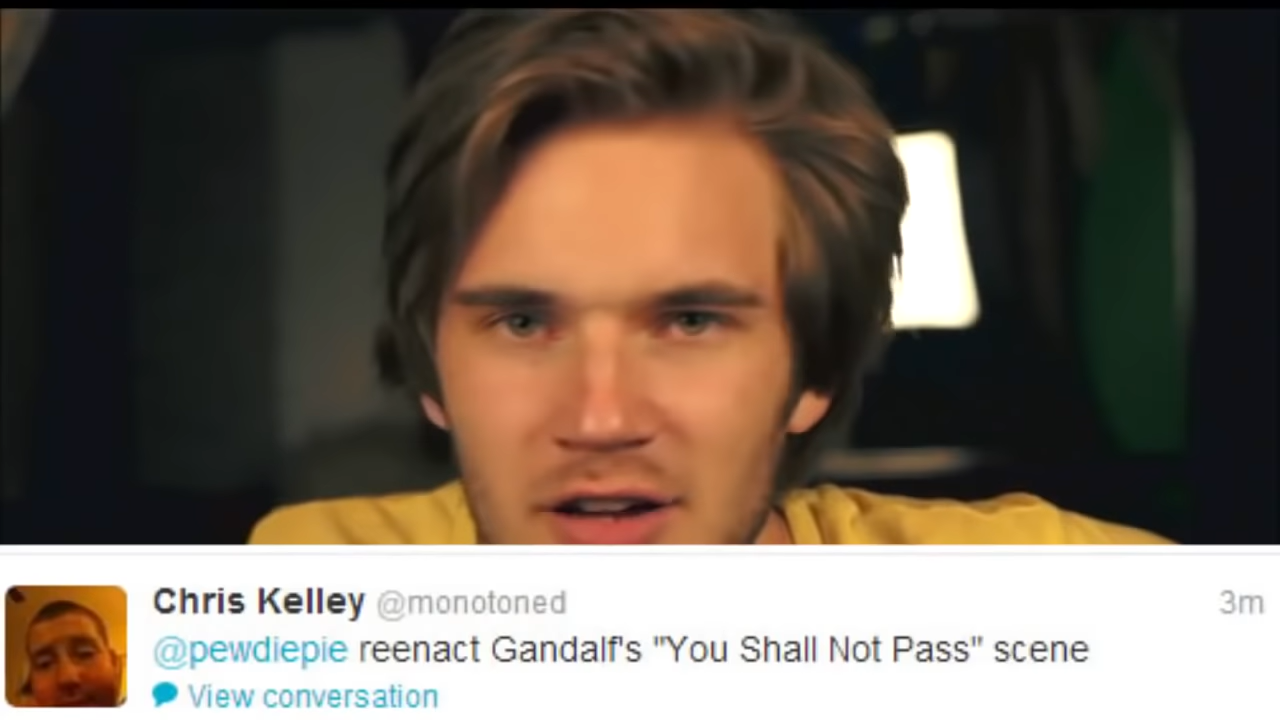 Chris Kelley @monotoned 3m
@pewdiepie reenact Gandalf's "You Shall Not Pass" scene
View conversation